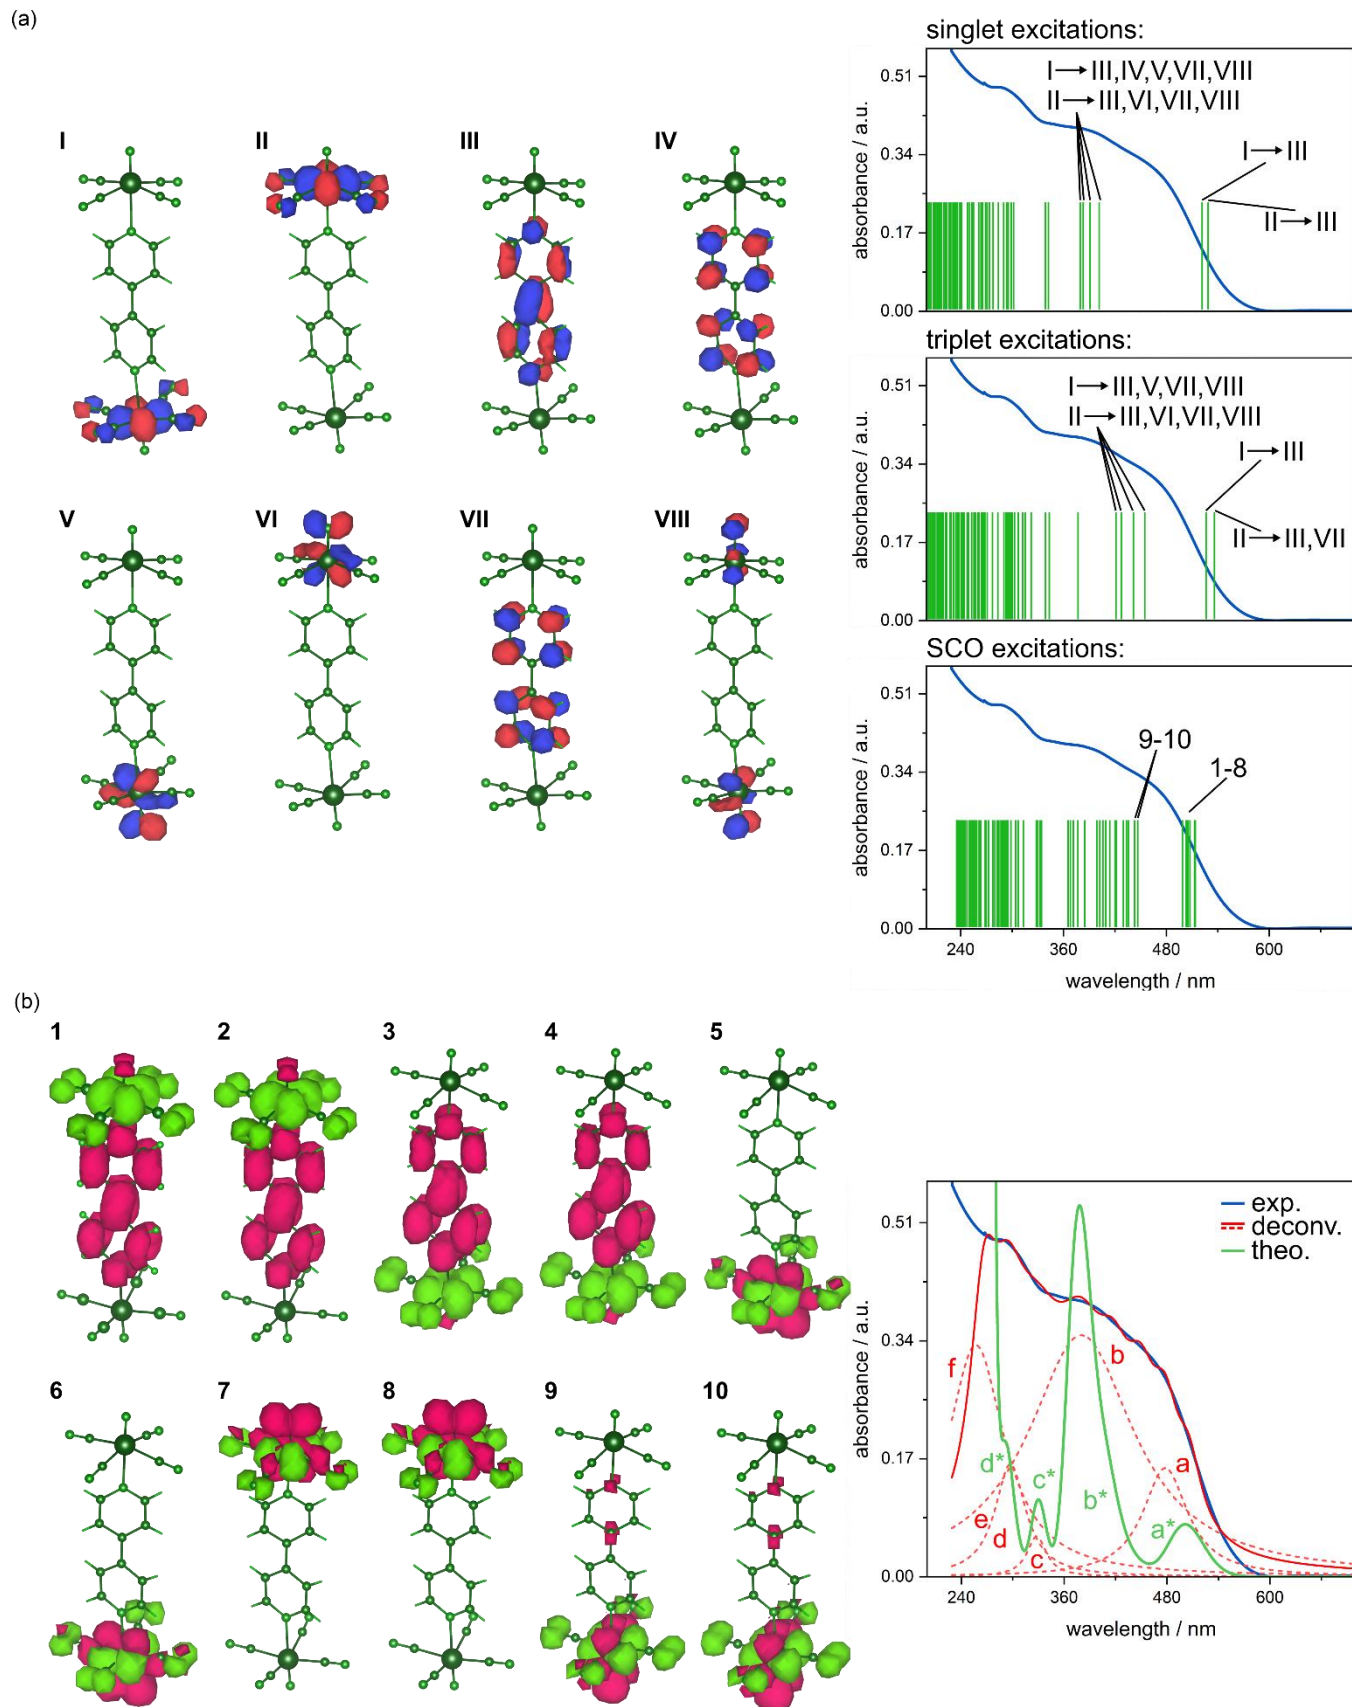 (a)
I II III IV
V VI VII VIII
singlet excitations:
absorbance / a.u.
0.51
0.34
0.17
0.00
I→III,IV,V,VII,VIII
II→III,VI,VII,VIII
I→III
II→III
triplet excitations:
absorbance / a.u.
0.51
0.34
0.17
0.00
I→III,V,VII,VIII
II→III,VI,VII,VIII
I→III
II→III,VII
SCO excitations:
absorbance / a.u.
0.51
0.34
0.17
0.00
9-10
1-8
240 360 480 600
wavelength / nm
(b)
1 2 3 4 5
6 7 8 9 10
absorbance / a.u.
0.51
0.34
0.17
0.00
exp.
deconv.
theo.
f
b
d*
c*
a
b*
e
d
a*
c
240 360 480 600
wavelength / nm